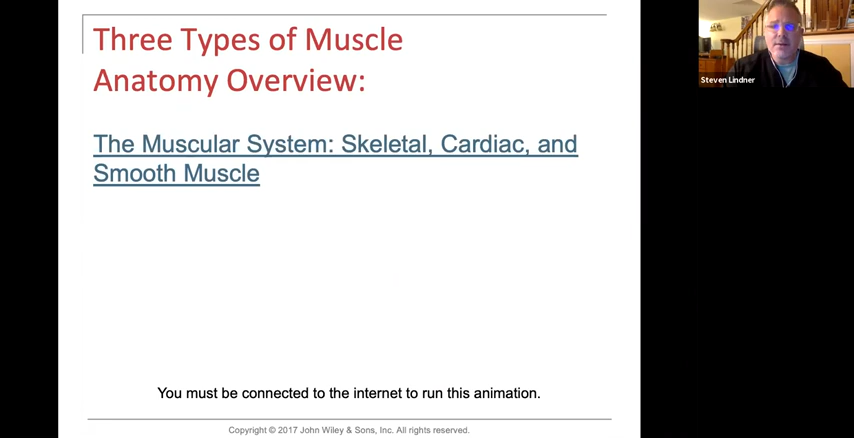 Three Types of Muscle
Anatomy Overview:
The Muscular System: Skeletal, Cardiac, and
Smooth Muscle
You must be connected to the internet to run this animation.
Copyright © 2017 John Wiley & Sons, Inc. All rights reserved.
Steven Lindner